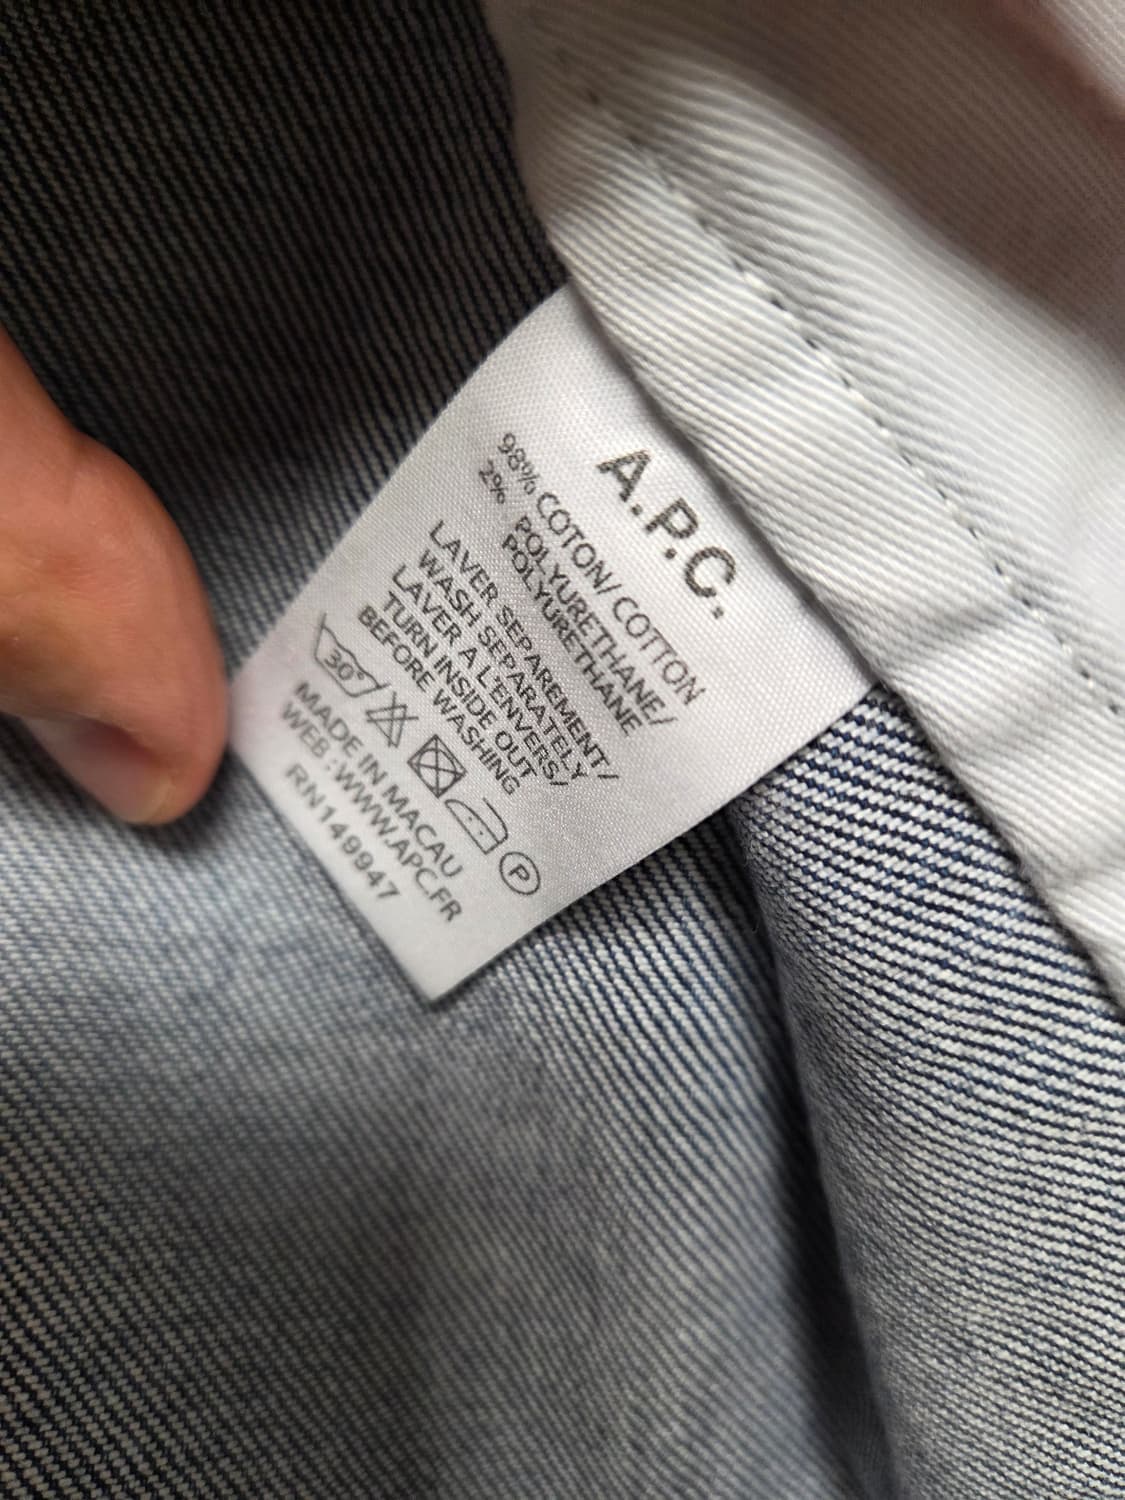 A.P.C.
98% COTON/ COTTON
2% POLYURETHANE/
POLYURETHANE
LAVER SEPAREMENT/
WASH SEPARATELY
LAVER A L'ENVERS/
TURN INSIDE OUT
BEFORE WASHING
30° P
MADE IN MACAU
WEB : WWW.APC.FR
RN149947